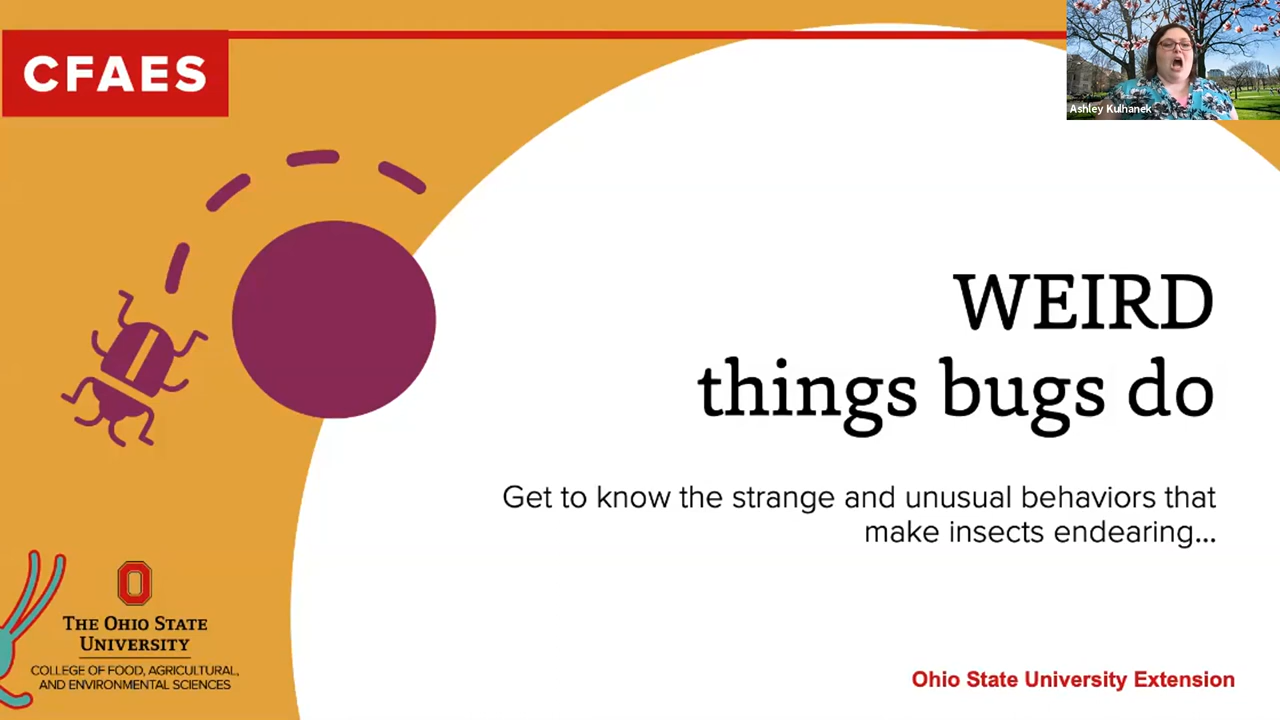 CFAES
Ashley Kulhanek
WEIRD
things bugs do
Get to know the strange and unusual behaviors that
make insects endearing...
THE OHIO STATE
UNIVERSITY
COLLEGE OF FOOD, AGRICULTURAL,
AND ENVIRONMENTAL SCIENCES
Ohio State University Extension